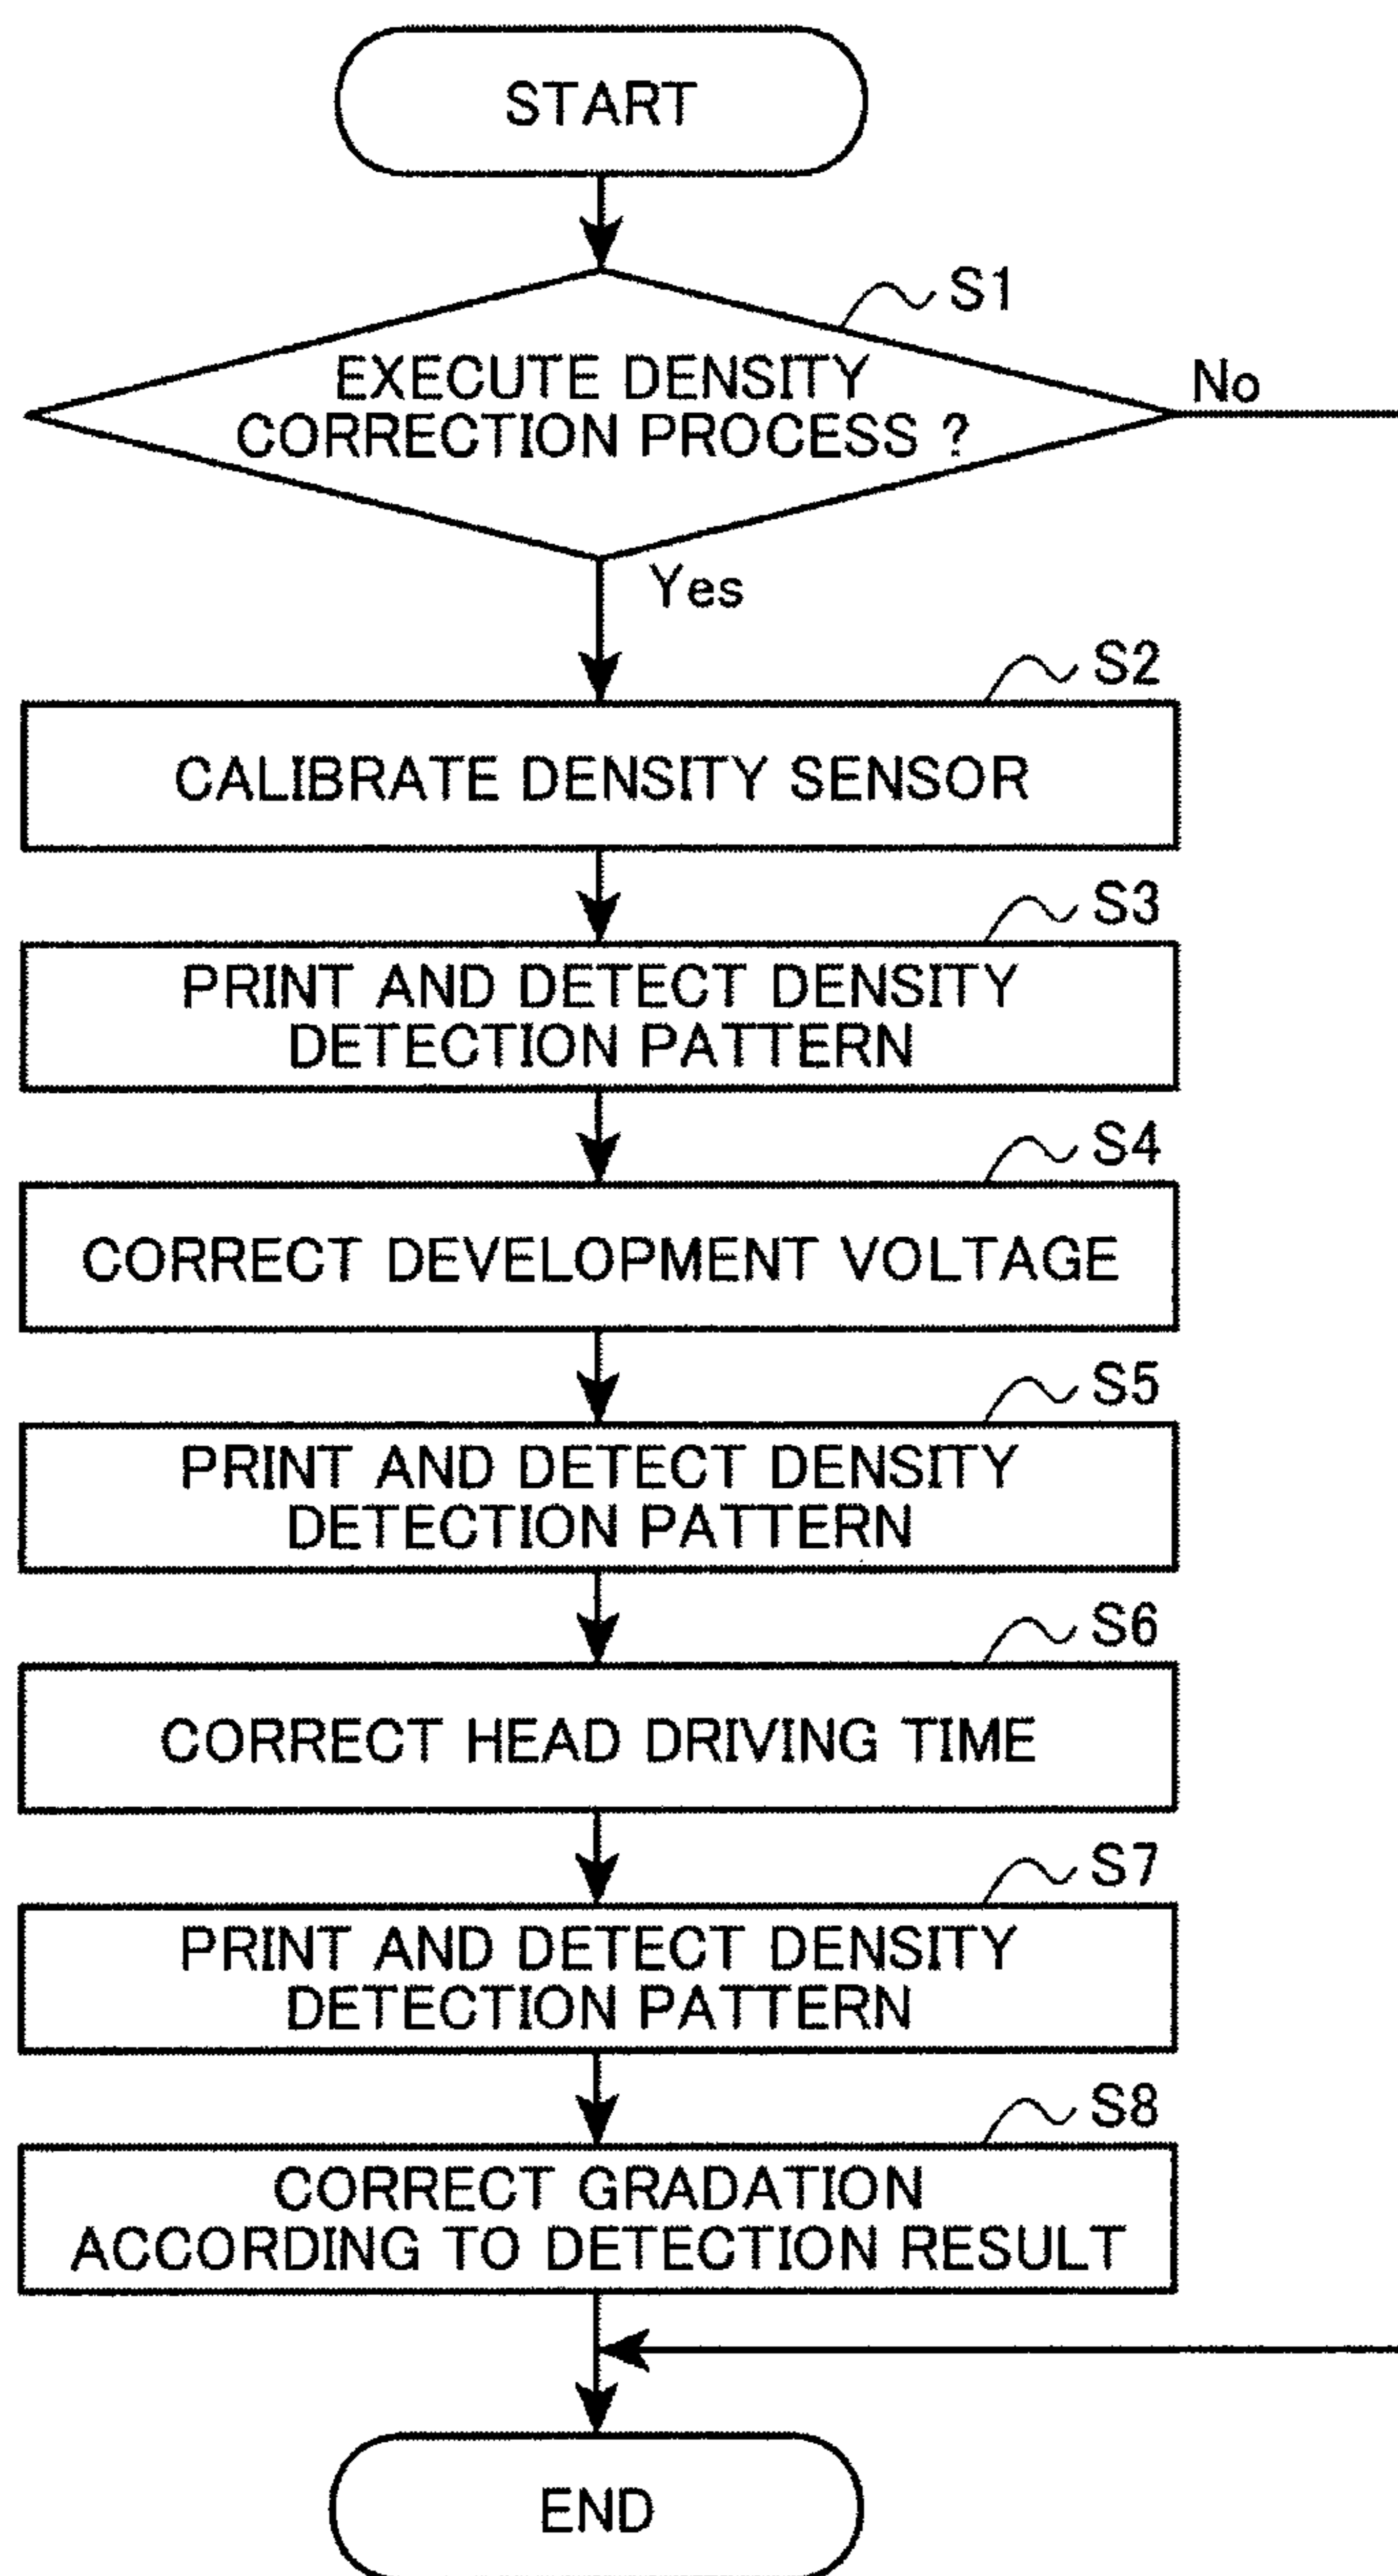 START
S1
EXECUTE DENSITY
CORRECTION PROCESS ?
No
Yes
S2
CALIBRATE DENSITY SENSOR
S3
PRINT AND DETECT DENSITY
DETECTION PATTERN
S4
CORRECT DEVELOPMENT VOLTAGE
S5
PRINT AND DETECT DENSITY
DETECTION PATTERN
S6
CORRECT HEAD DRIVING TIME
S7
PRINT AND DETECT DENSITY
DETECTION PATTERN
S8
CORRECT GRADATION
ACCORDING TO DETECTION RESULT
END